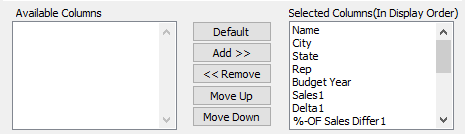 Available Columns
Default
Add >>
<< Remove
Move Up
Move Down
Selected Columns(In Display Order)
Name
City
State
Rep
Budget Year
Sales1
Delta1
%-OF Sales Differ1